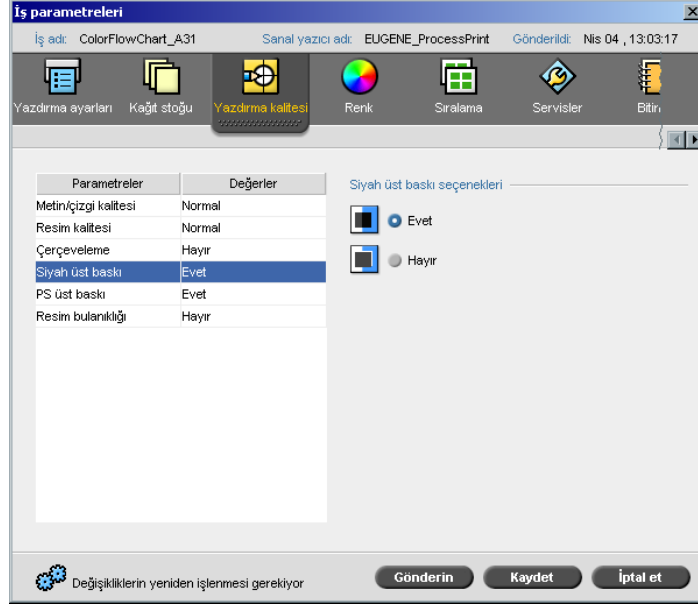 İş parametreleri
İş adı: ColorFlowChart_A31 Sanal yazıcı adı: EUGENE_ProcessPrint Gönderildi: Nis 04 , 13:03:17
Yazdırma ayarları Kağıt stoğu Yazdırma kalitesi Renk Sıralama Servisler Bitirı
Parametreler Değerler
Siyah üst baskı seçenekleri
Metin/çizgi kalitesi Normal
Resim kalitesi Normal
Çerçeveleme Hayır
Siyah üst baskı Evet
PS üst baskı Evet
Resim bulanıklığı Hayır
Evet
Hayır
Değişikliklerin yeniden işlenmesi gerekiyor
Gönderin Kaydet İptal et